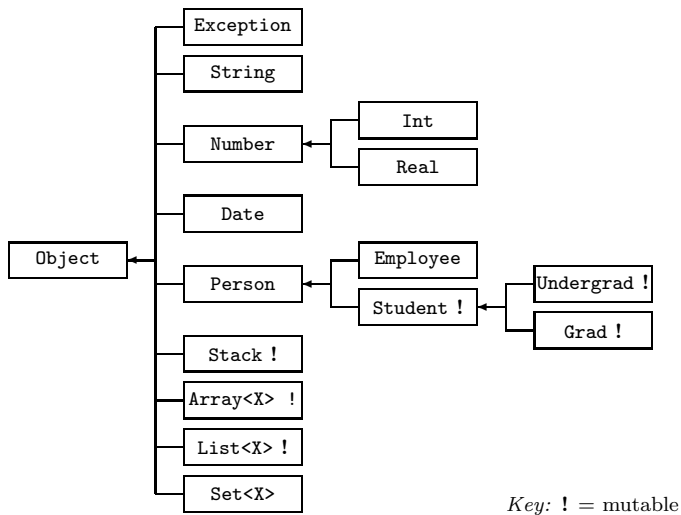 Exception
String
Int
Number
Real
Date
Object
Employee
Person
Undergrad !
Student !
Grad !
Stack !
Array<X> !
List<X> !
Set<X>
Key: ! = mutable